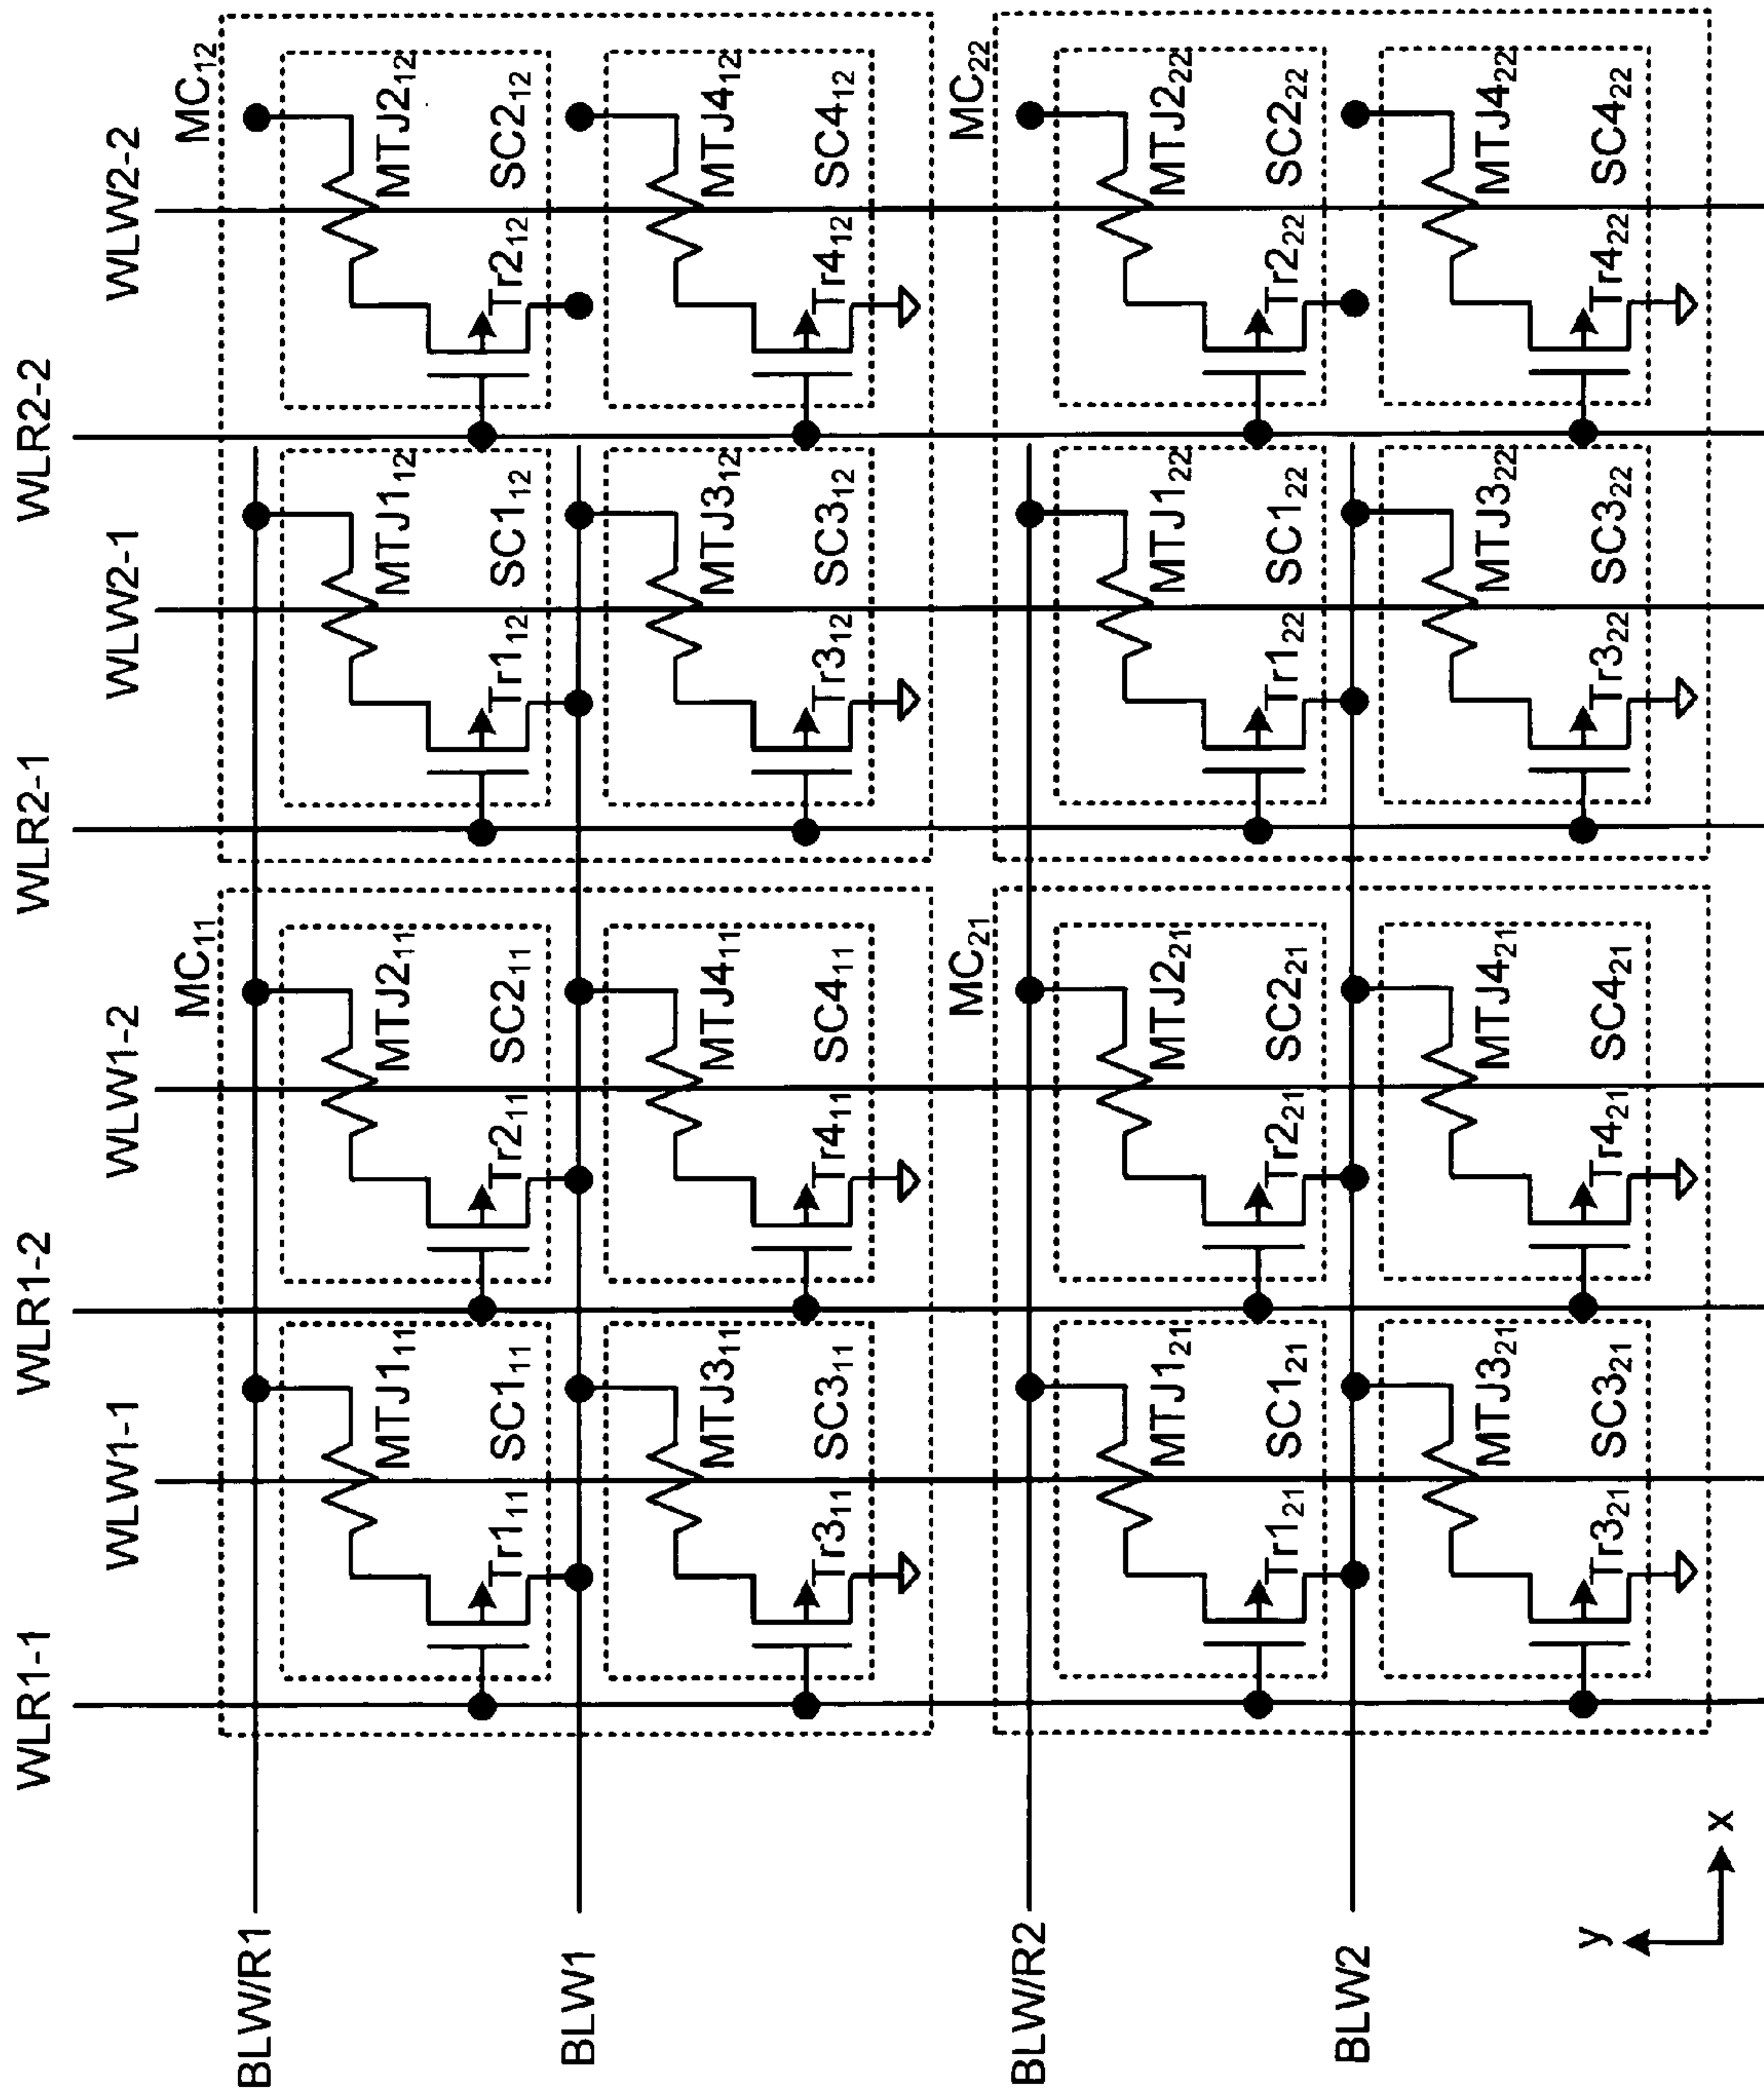 WLR1-1
WLW1-1
WLR1-2
WLW1-2
WLR2-1
WLW2-1
WLR2-2
WLW2-2
MC₁₁
MC₁₂
BLW/R1
MTJ1₁₁
MTJ2₁₁
MTJ1₁₂
MTJ2₁₂
Tr1₁₁
SC1₁₁
Tr2₁₁
SC2₁₁
Tr1₁₂
SC1₁₂
Tr2₁₂
SC2₁₂
BLW1
MTJ3₁₁
MTJ4₁₁
MTJ3₁₂
MTJ4₁₂
Tr3₁₁
SC3₁₁
Tr4₁₁
SC4₁₁
Tr3₁₂
SC3₁₂
Tr4₁₂
SC4₁₂
MC₂₁
MC₂₂
BLW/R2
MTJ1₂₁
MTJ2₂₁
MTJ1₂₂
MTJ2₂₂
Tr1₂₁
SC1₂₁
Tr2₂₁
SC2₂₁
Tr1₂₂
SC1₂₂
Tr2₂₂
SC2₂₂
BLW2
MTJ3₂₁
MTJ4₂₁
MTJ3₂₂
MTJ4₂₂
Tr3₂₁
SC3₂₁
Tr4₂₁
SC4₂₁
Tr3₂₂
SC3₂₂
Tr4₂₂
SC4₂₂
y
x